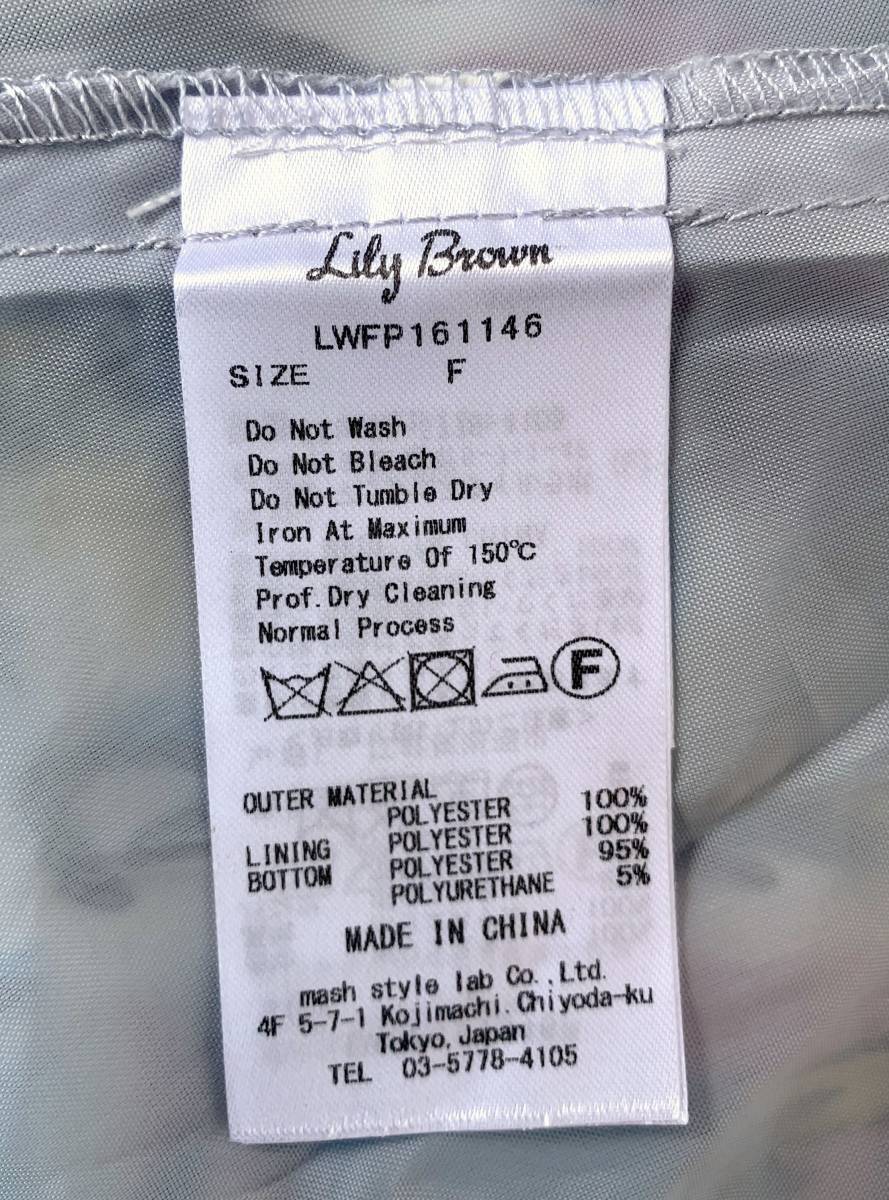 Lily Brown
LWFP161146
SIZE F
Do Not Wash
Do Not Bleach
Do Not Tumble Dry
Iron At Maximum
Temperature Of 150℃
Prof.Dry Cleaning
Normal Process
F
OUTER MATERIAL
POLYESTER 100%
LINING POLYESTER 100%
BOTTOM POLYESTER 95%
POLYURETHANE 5%
MADE IN CHINA
mash style lab Co.,Ltd.
4F 5-7-1 Kojimachi.Chiyoda-ku
Tokyo, Japan
TEL 03-5778-4105